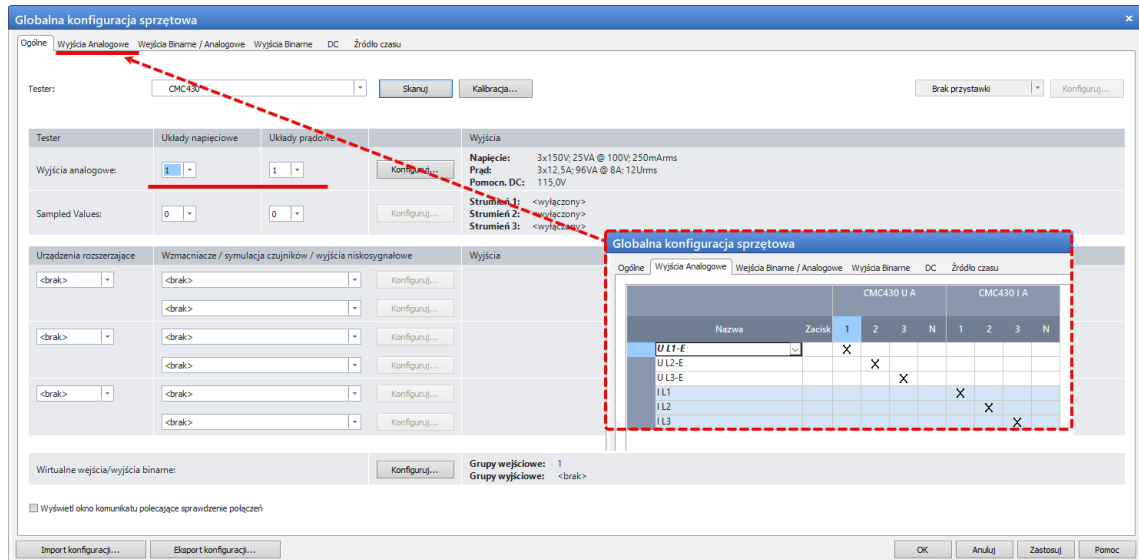 Globalna konfiguracja sprzętowa
Ogólne Wyjścia Analogowe Wejścia Binarne / Analogowe Wyjścia Binarne DC Źródło czasu
Tester: CMC430 Skanuj Kalibracja... Brak przystawki Konfiguruj...
Tester Układy napięciowe Układy prądowe Wyjścia
Wyjścia analogowe: 1 1 Konfiguruj...
Napięcie: 3x150V; 25VA @ 100V; 250mArms
Prąd: 3x12,5A; 96VA @ 8A; 12Urms
Pomocn. DC: 115,0V
Sampled Values: 0 0 Konfiguruj...
Strumień 1: <wyłączony>
Strumień 2: <wyłączony>
Strumień 3: <wyłączony>
Urządzenia rozszerzające Wzmacniacze / symulacja czujników / wyjścia niskosygnałowe Wyjścia
<brak> <brak> Konfiguruj...
<brak> Konfiguruj...
<brak> <brak> Konfiguruj...
<brak> Konfiguruj...
<brak> <brak> Konfiguruj...
<brak> Konfiguruj...
Globalna konfiguracja sprzętowa
Ogólne Wyjścia Analogowe Wejścia Binarne / Analogowe Wyjścia Binarne DC Źródło czasu
CMC430 U A CMC430 I A
Nazwa Zacisk 1 2 3 N 1 2 3 N
U L1-E X
U L2-E X
U L3-E X
I L1 X
I L2 X
I L3 X
Wirtualne wejścia/wyjścia binarne: Konfiguruj...
Grupy wejściowe: 1
Grupy wyjściowe: <brak>
Wyświetl okno komunikatu polecające sprawdzenie połączeń
Import konfiguracji... Eksport konfiguracji... OK Anuluj Zastosuj Pomoc